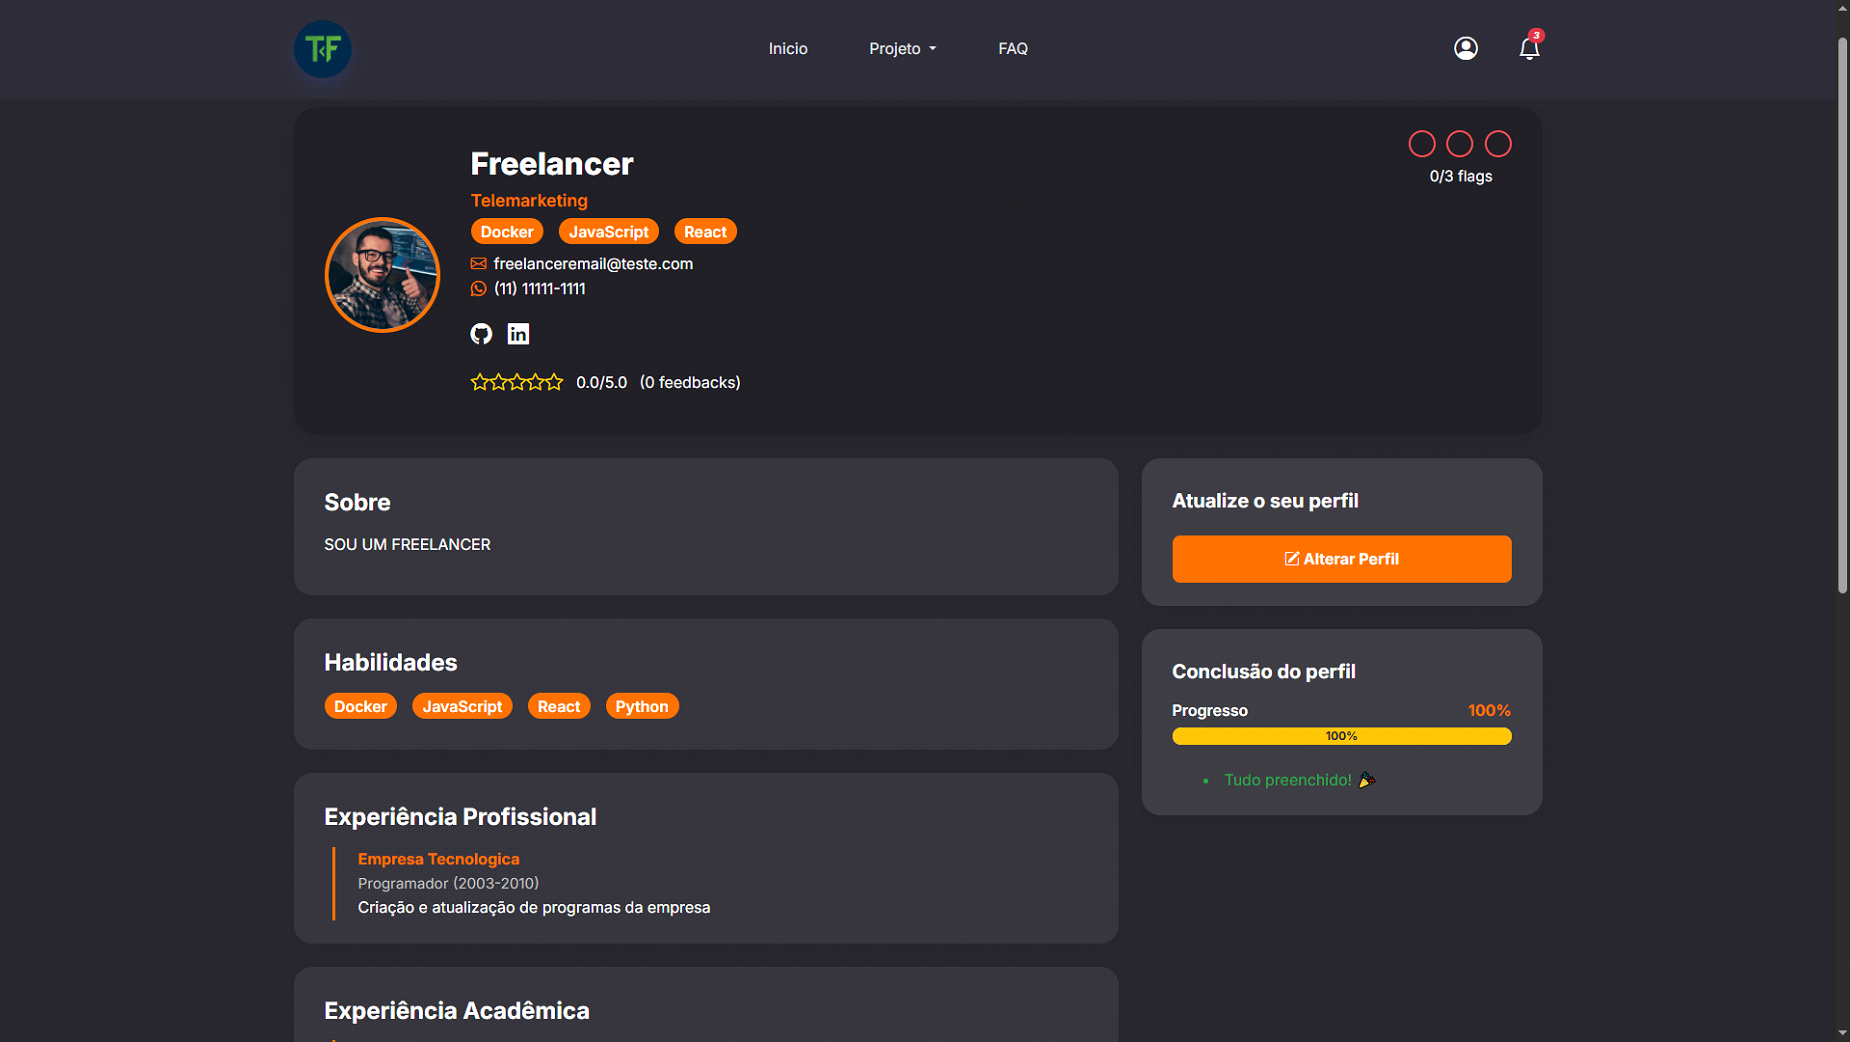 TF
Inicio
Projeto
FAQ
3
Freelancer
Telemarketing
Docker JavaScript React
freelanceremail@teste.com
(11) 11111-1111
0.0/5.0 (0 feedbacks)
0/3 flags
Sobre
SOU UM FREELANCER
Habilidades
Docker JavaScript React Python
Experiência Profissional
Empresa Tecnologica
Programador (2003-2010)
Criação e atualização de programas da empresa
Experiência Acadêmica
Atualize o seu perfil
Alterar Perfil
Conclusão do perfil
Progresso 100%
100%
Tudo preenchido! 🎉